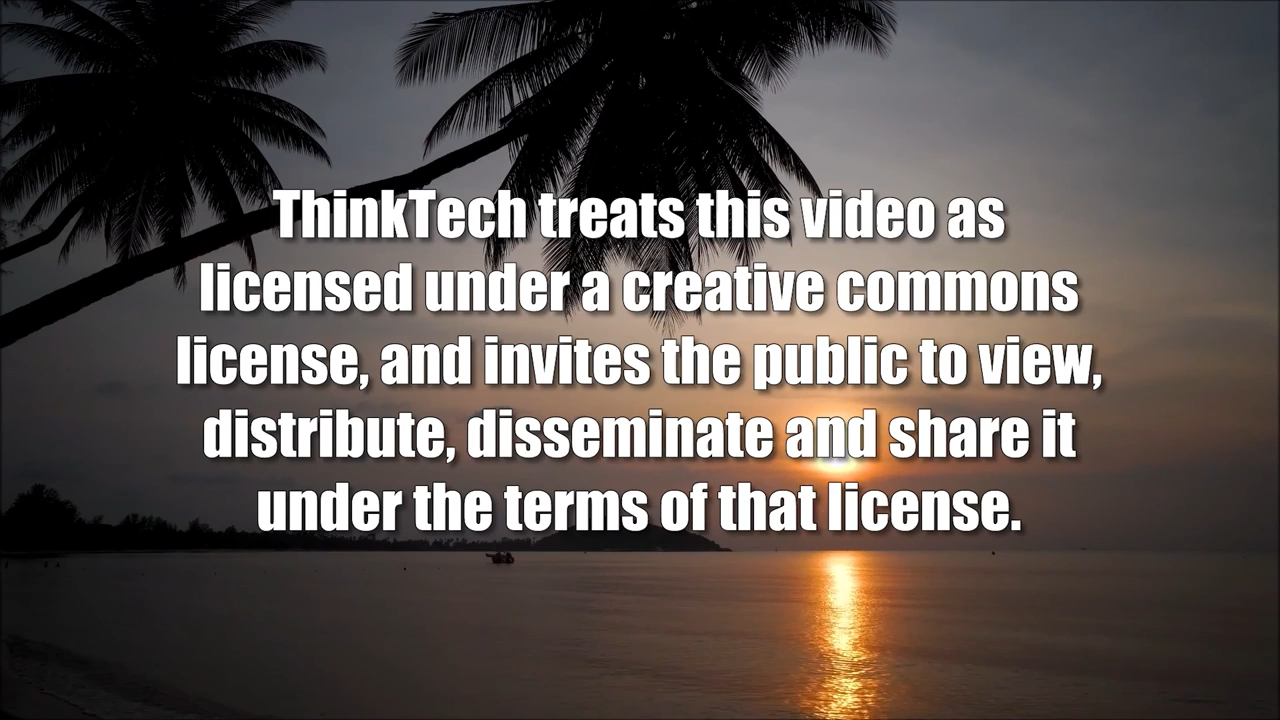 ThinkTech treats this video as
licensed under a creative commons
license, and invites the public to view,
distribute, disseminate and share it
under the terms of that license.